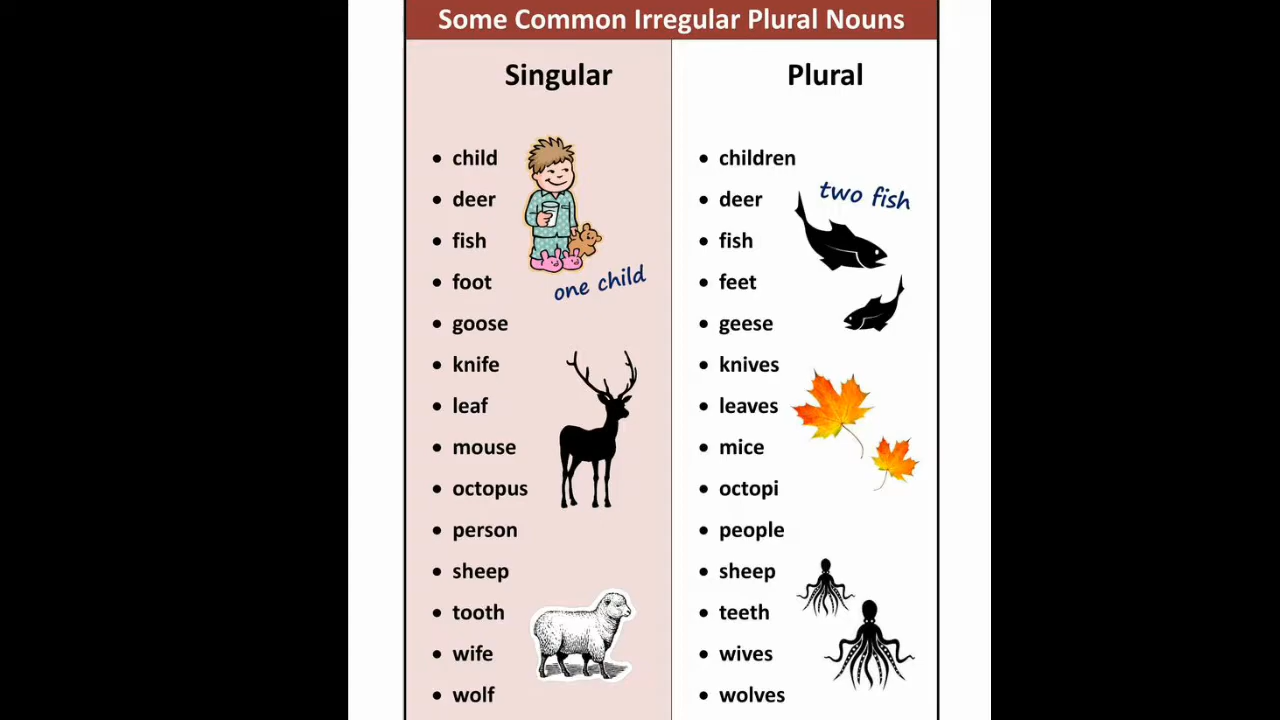 Some Common Irregular Plural Nouns
Singular
Plural
• child
• children
• deer
• deer
two fish
• fish
• fish
• foot
• feet
one child
• goose
• geese
• knife
• knives
• leaf
• leaves
• mouse
• mice
• octopus
• octopi
• person
• people
• sheep
• sheep
• tooth
• teeth
• wife
• wives
• wolf
• wolves